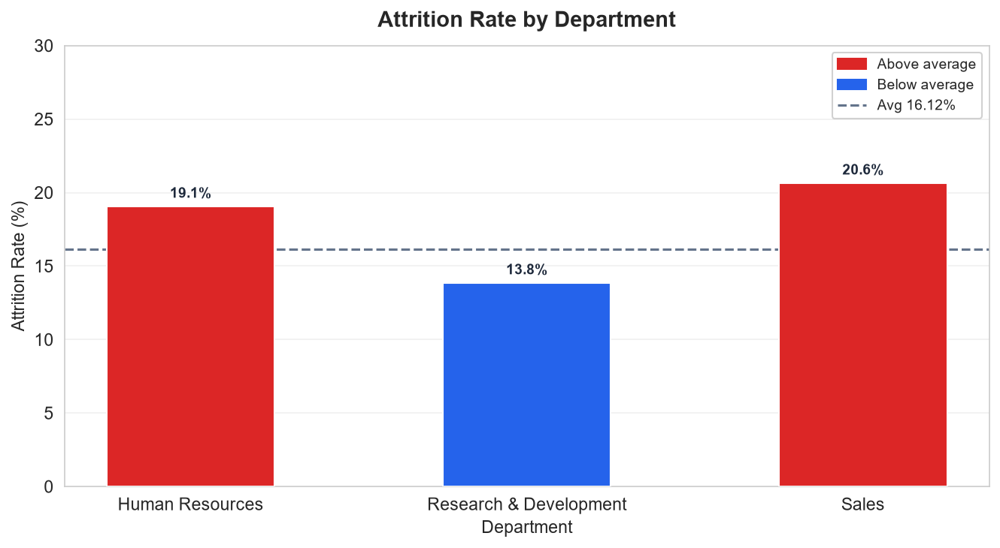 Attrition Rate by Department
Attrition Rate (%)
30
25
20
15
10
5
0
Above average
Below average
Avg 16.12%
19.1%
13.8%
20.6%
Human Resources
Research & Development
Sales
Department